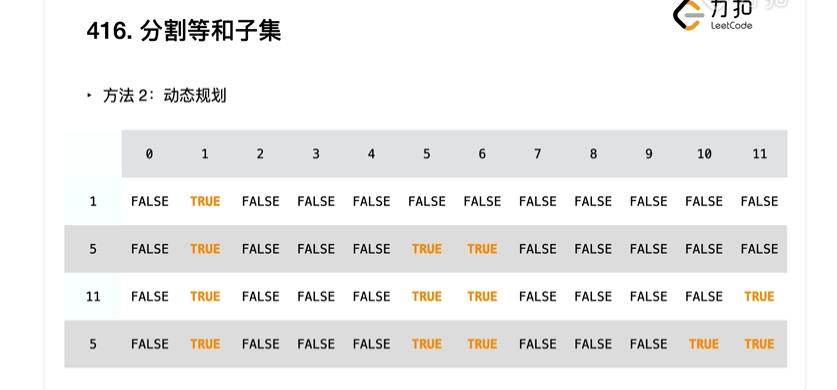 力扣
LeetCode
416. 分割等和子集
‣ 方法 2：动态规划
0 1 2 3 4 5 6 7 8 9 10 11
1 FALSE TRUE FALSE FALSE FALSE FALSE FALSE FALSE FALSE FALSE FALSE FALSE
5 FALSE TRUE FALSE FALSE FALSE TRUE TRUE FALSE FALSE FALSE FALSE FALSE
11 FALSE TRUE FALSE FALSE FALSE TRUE TRUE FALSE FALSE FALSE FALSE TRUE
5 FALSE TRUE FALSE FALSE FALSE TRUE TRUE FALSE FALSE FALSE TRUE TRUE